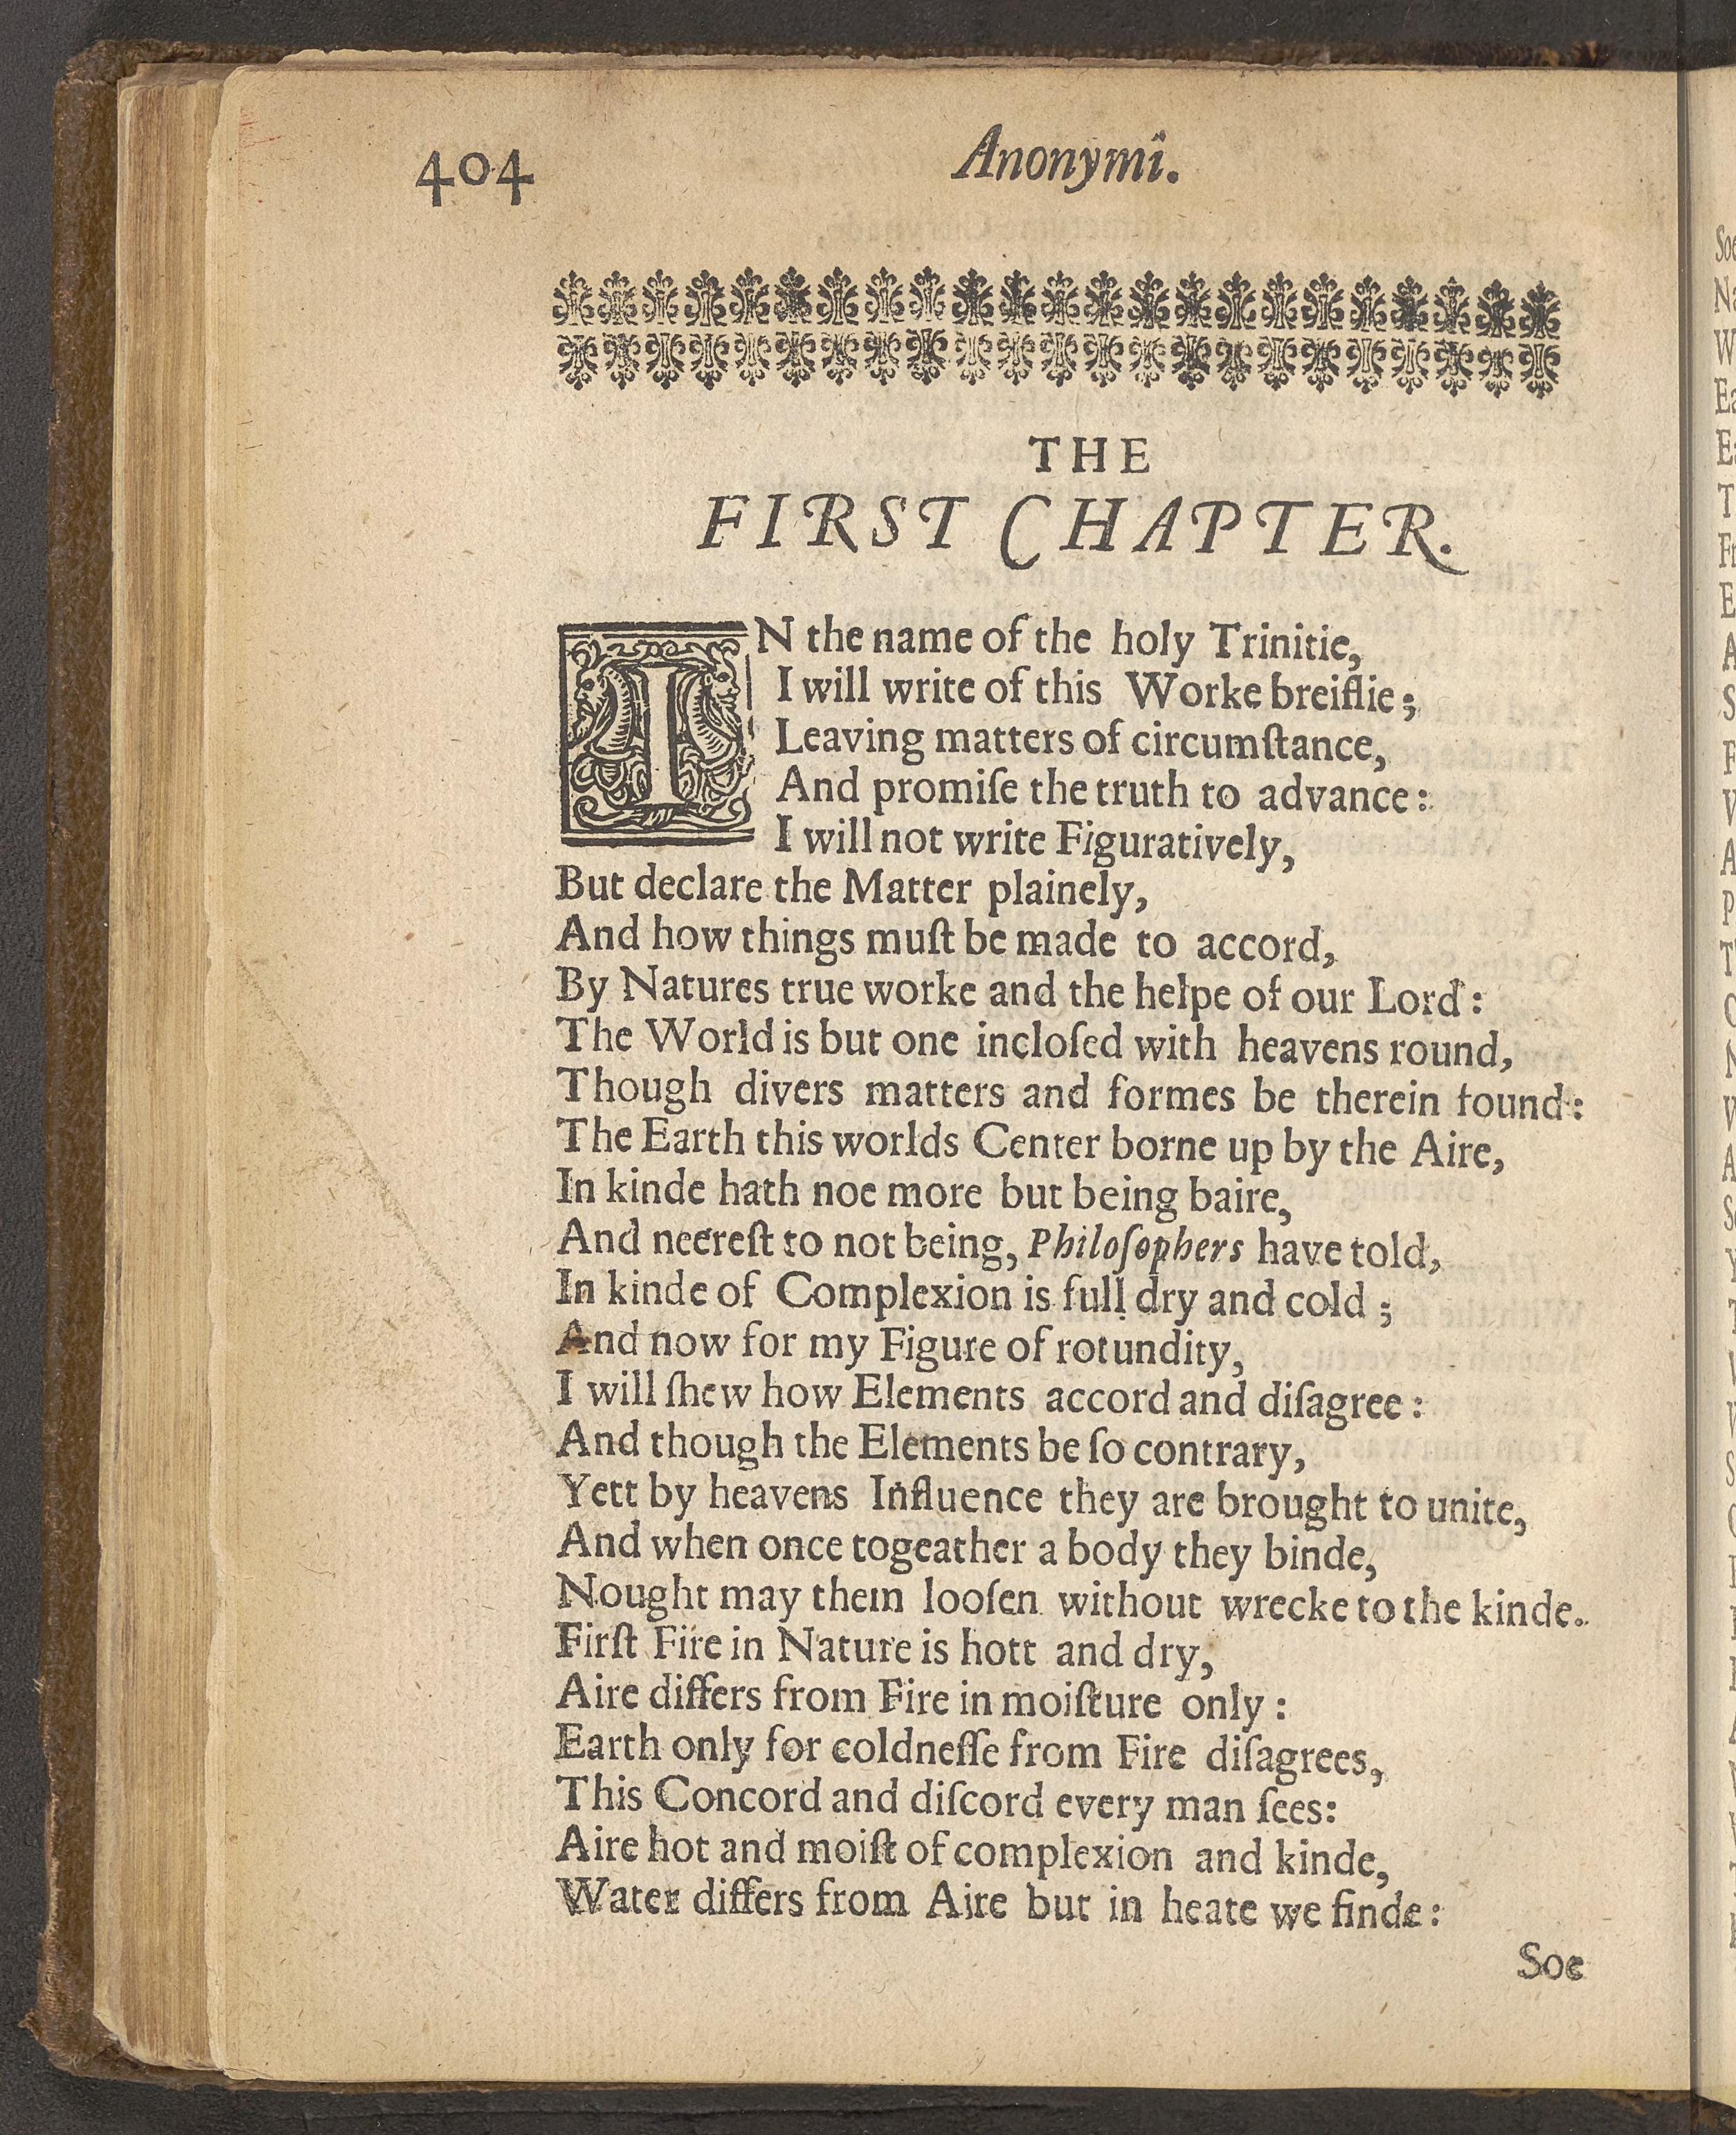 404
Anonymi.
THE
FIRST CHAPTER.
IN the name of the holy Trinitie,
I will write of this Worke breiflie;
Leaving matters of circumſtance,
And promiſe the truth to advance:
I will not write Figuratively,
But declare the Matter plainely,
And how things muſt be made to accord,
By Natures true worke and the helpe of our Lord:
The World is but one incloſed with heavens round,
Though divers matters and formes be therein found:
The Earth this worlds Center borne up by the Aire,
In kinde hath noe more but being baire,
And neereſt to not being, Philoſophers have told,
In kinde of Complexion is full dry and cold;
And now for my Figure of rotundity,
I will ſhew how Elements accord and diſagree:
And though the Elements be ſo contrary,
Yett by heavens Influence they are brought to unite,
And when once togeather a body they binde,
Nought may them looſen without wrecke to the kinde.
Firſt Fire in Nature is hott and dry,
Aire differs from Fire in moiſture only:
Earth only for coldneſſe from Fire diſagrees,
This Concord and diſcord every man ſees:
Aire hot and moiſt of complexion and kinde,
Water differs from Aire but in heate we finde:
Soe